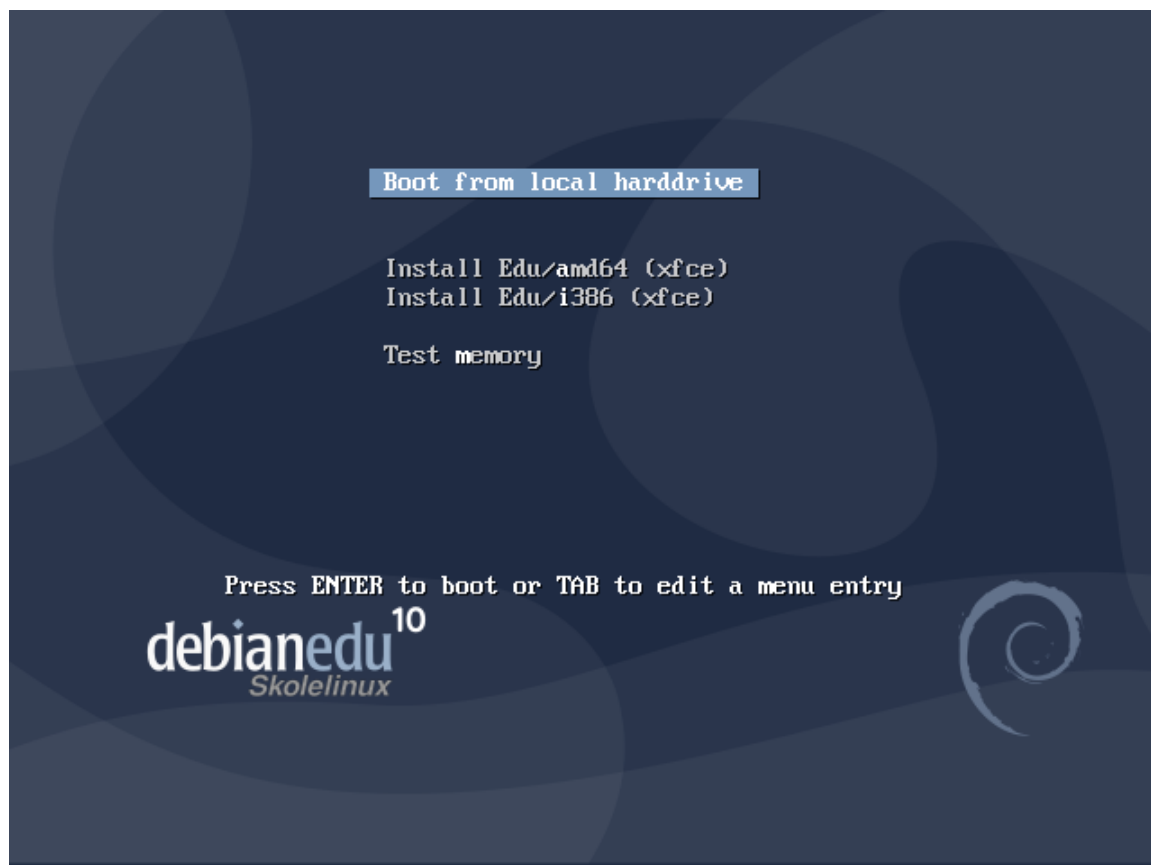 Boot from local harddrive
Install Edu/amd64 (xfce)
Install Edu/i386 (xfce)
Test memory
Press ENTER to boot or TAB to edit a menu entry
debianedu 10
Skolelinux